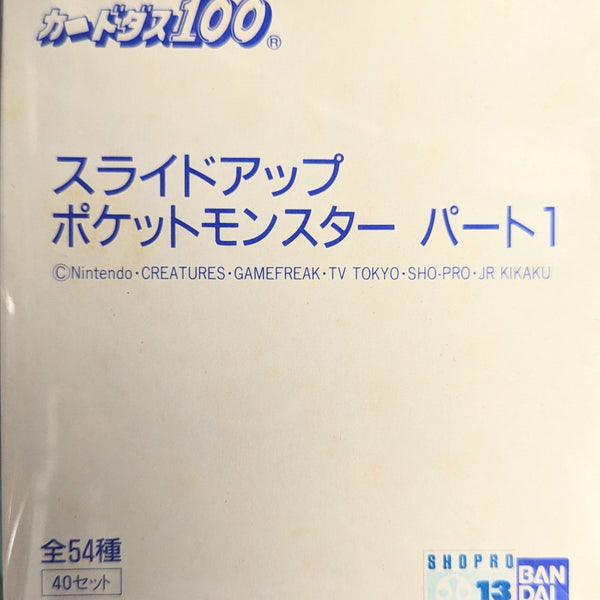 カードダス100®
スライドアップ
ポケットモンスター パート1
©Nintendo・CREATURES・GAMEFREAK・TV TOKYO・SHO-PRO・JR KIKAKU
全54種
40セット
SHOPRO
13
BAN
DAI